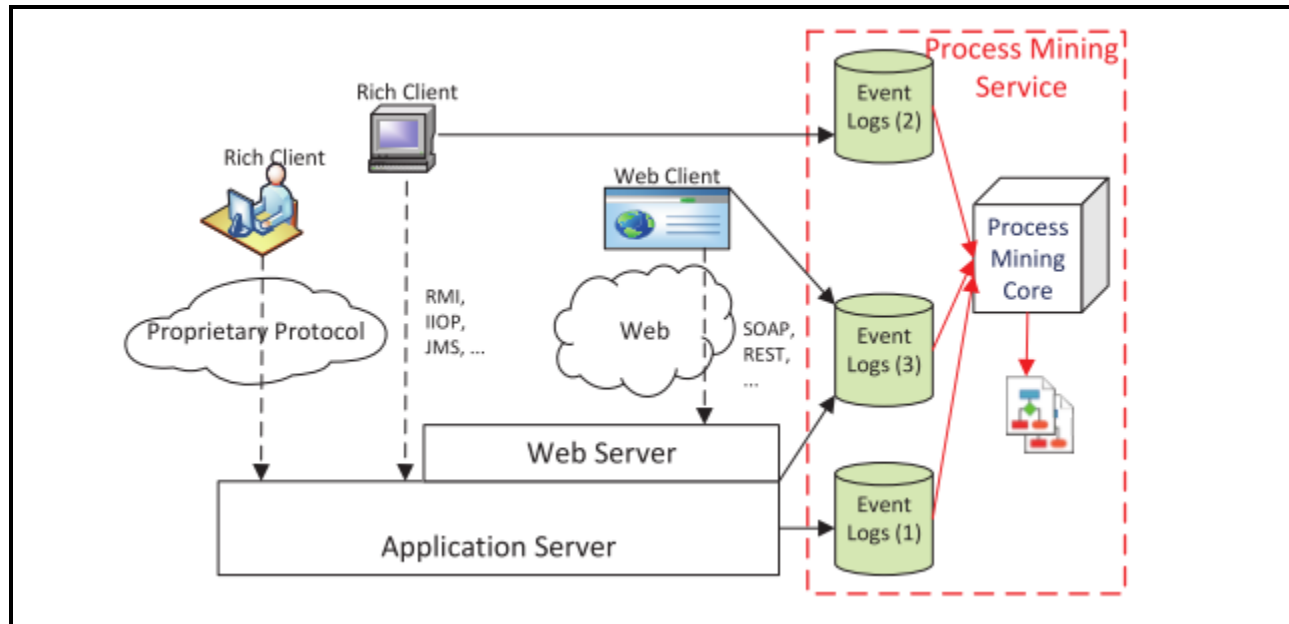 Process Mining
Service
Rich Client
Event
Logs (2)
Rich Client
Web Client
Process
Mining
Core
Proprietary Protocol
RMI,
IIOP,
JMS, ...
Web
SOAP,
REST,
...
Event
Logs (3)
Web Server
Application Server
Event
Logs (1)